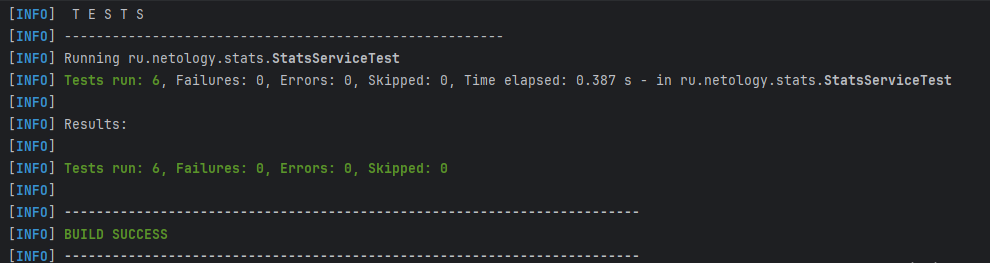 [INFO]  T E S T S
[INFO] -------------------------------------------------------
[INFO] Running ru.netology.stats.StatsServiceTest
[INFO] Tests run: 6, Failures: 0, Errors: 0, Skipped: 0, Time elapsed: 0.387 s - in ru.netology.stats.StatsServiceTest
[INFO]
[INFO] Results:
[INFO]
[INFO] Tests run: 6, Failures: 0, Errors: 0, Skipped: 0
[INFO]
[INFO] ------------------------------------------------------------------------
[INFO] BUILD SUCCESS
[INFO] ------------------------------------------------------------------------